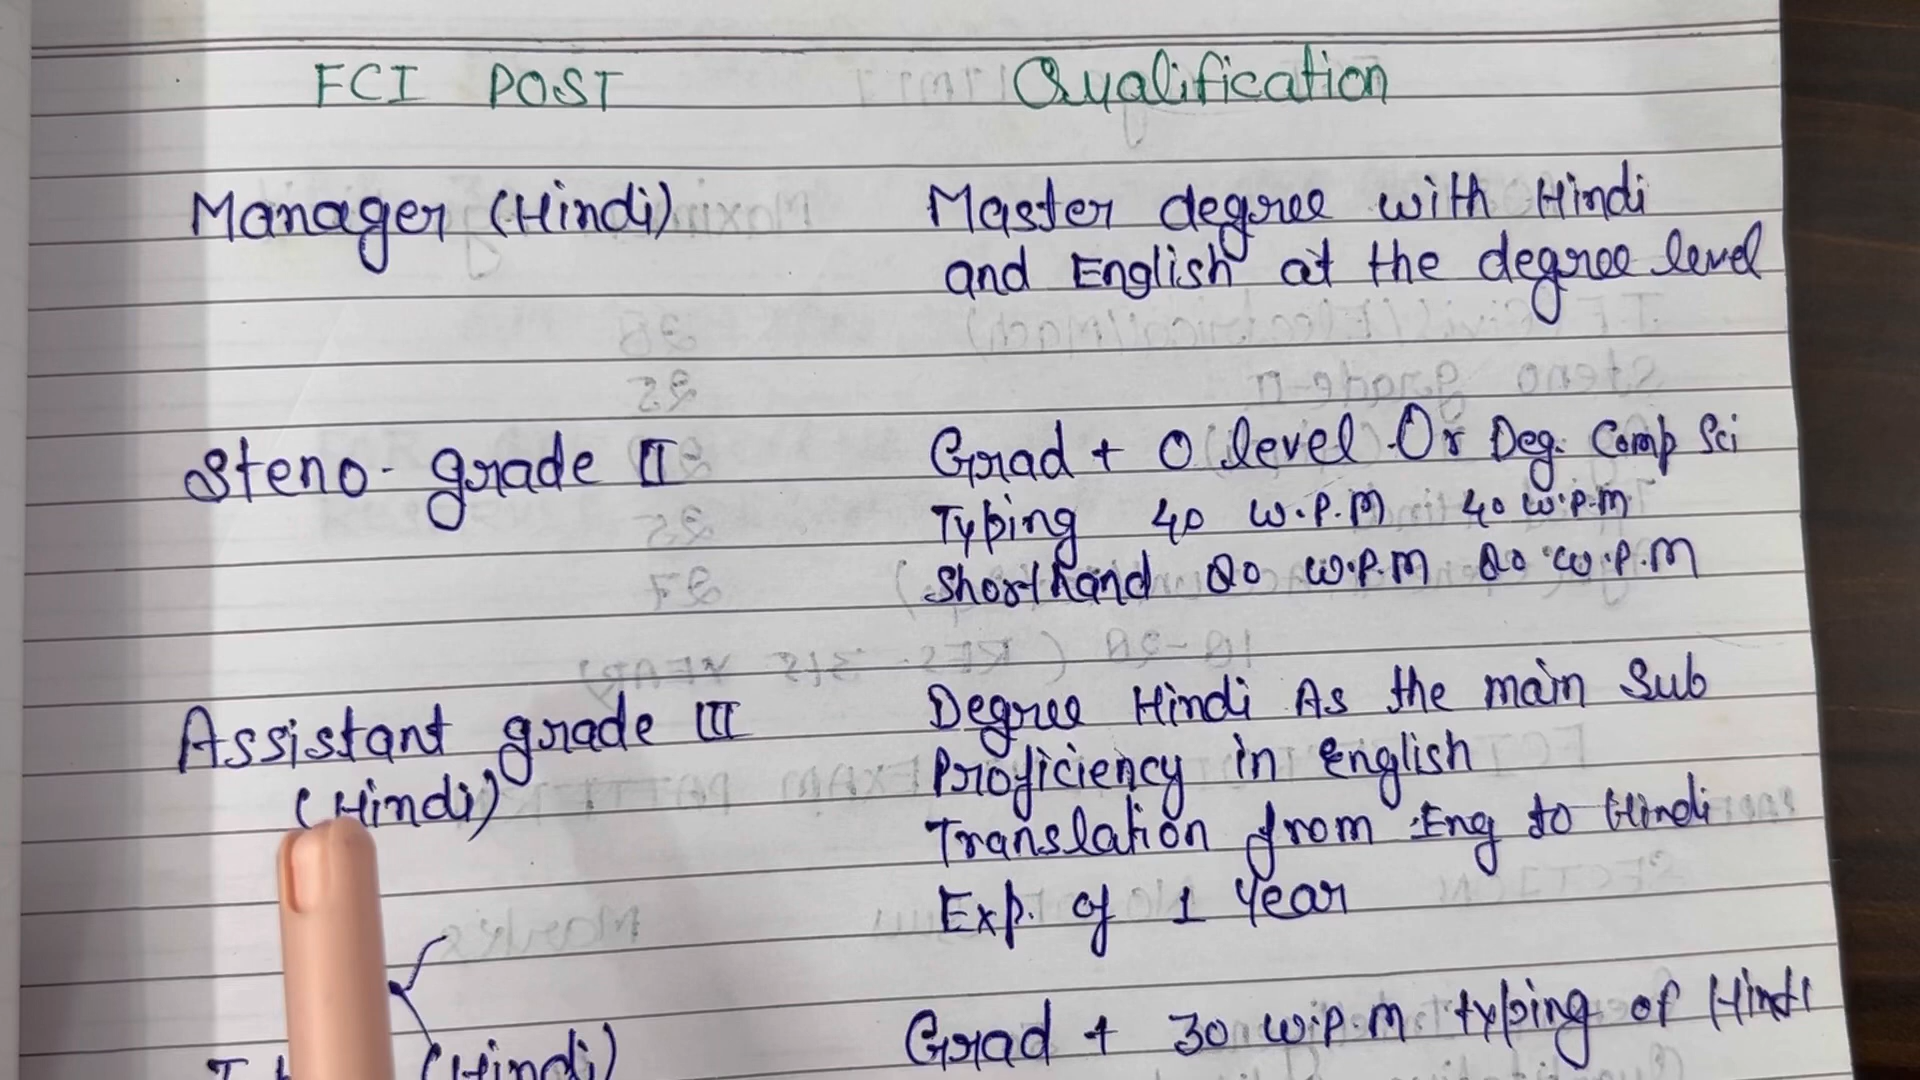 FCI POST Qualification
Manager (Hindi) Master degree with Hindi
and English at the degree level
Steno-grade II Grad + O level Or Deg. Comp Sci
Typing 40 W.P.M 40 W.P.M
Shorthand 80 W.P.M 80 W.P.M
Assistant grade III Degree Hindi As the main Sub
(Hindi) Proficiency in English
Translation from Eng to Hindi
Exp. of 1 Year
(Hindi) Grad + 30 W.P.M typing of Hindi